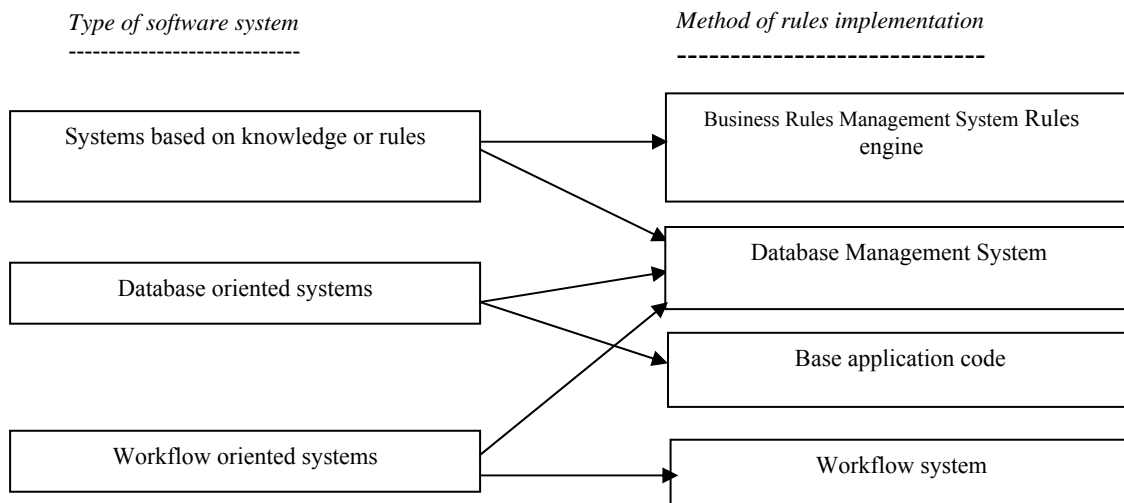 Type of software system
Method of rules implementation
Systems based on knowledge or rules
Business Rules Management System Rules
engine
Database Management System
Database oriented systems
Base application code
Workflow oriented systems
Workflow system